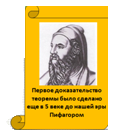 Первое доказательство
теоремы было сделано
еще в 5 веке до нашей эры
Пифагором